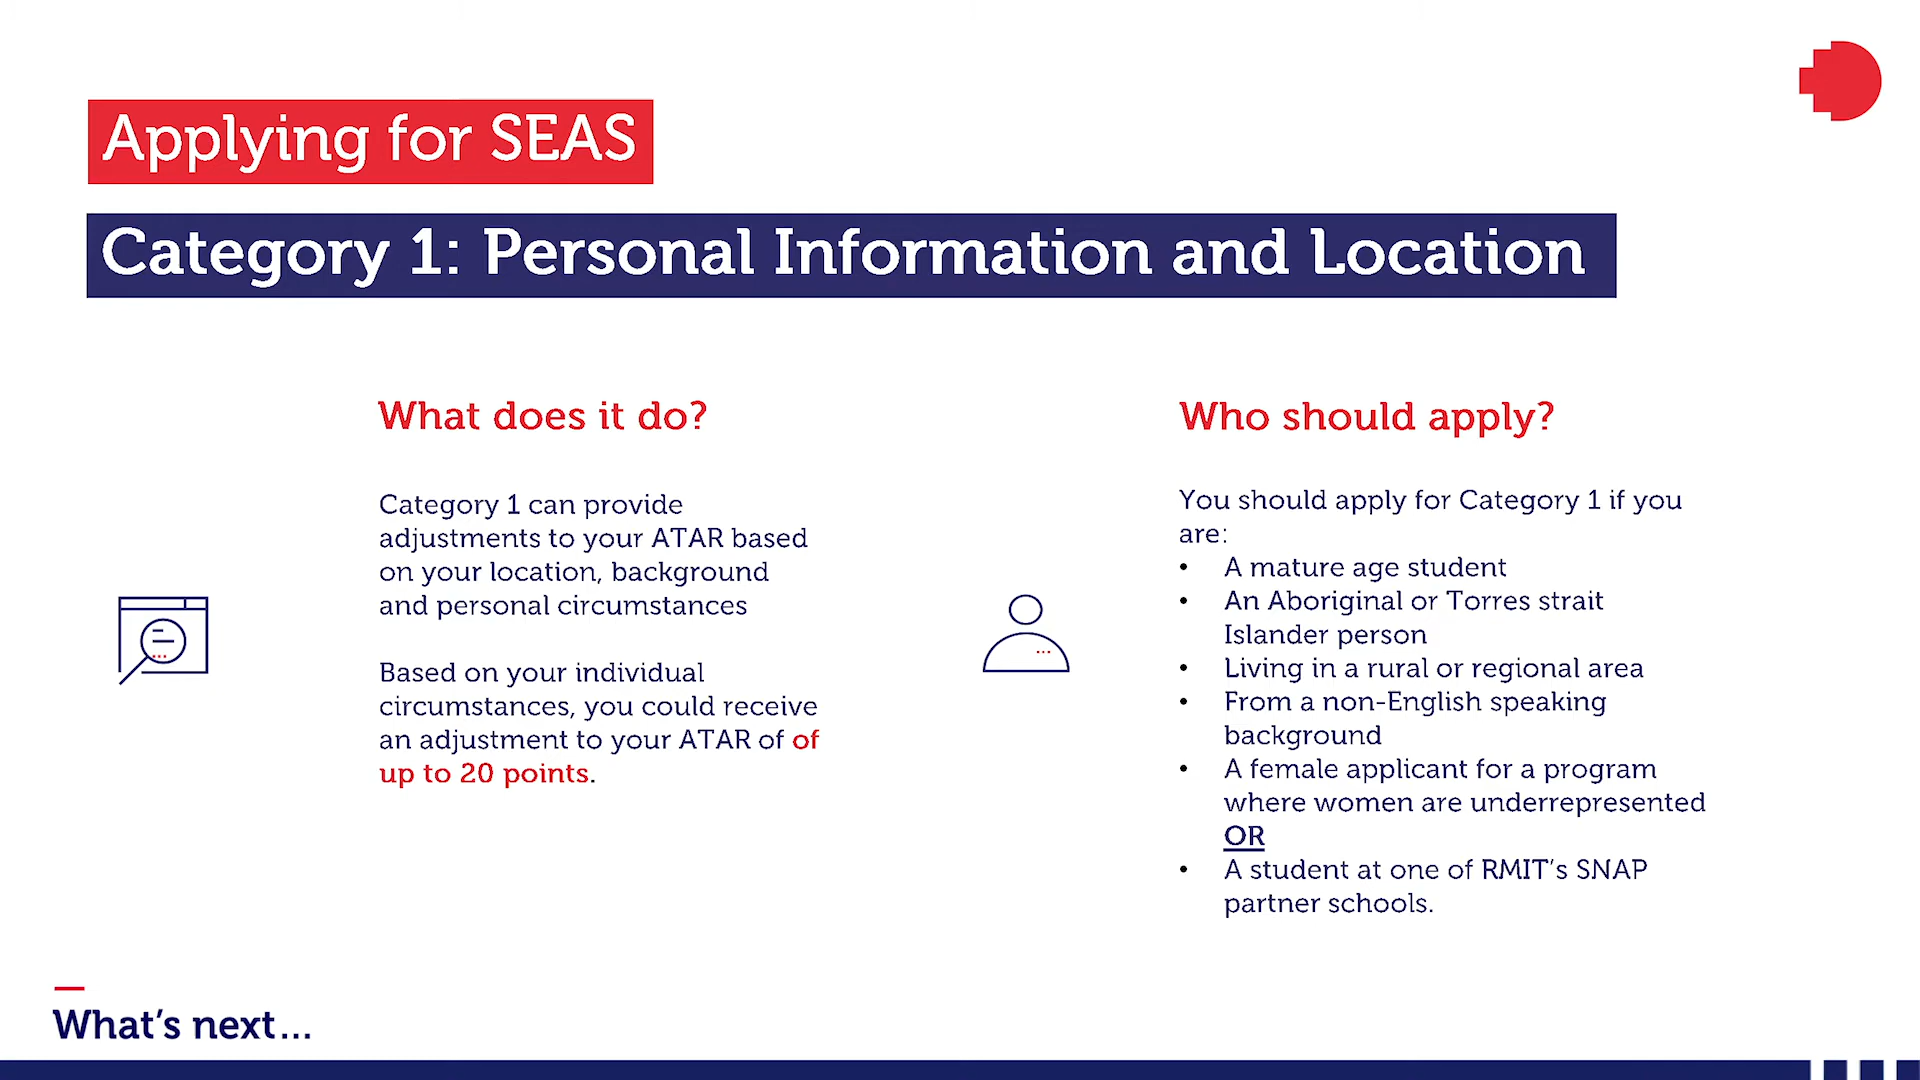 Applying for SEAS
Category 1: Personal Information and Location
What does it do?
Category 1 can provide
adjustments to your ATAR based
on your location, background
and personal circumstances
Based on your individual
circumstances, you could receive
an adjustment to your ATAR of of
up to 20 points.
Who should apply?
You should apply for Category 1 if you
are:
• A mature age student
• An Aboriginal or Torres strait
Islander person
• Living in a rural or regional area
• From a non-English speaking
background
• A female applicant for a program
where women are underrepresented
OR
• A student at one of RMIT's SNAP
partner schools.
What's next...